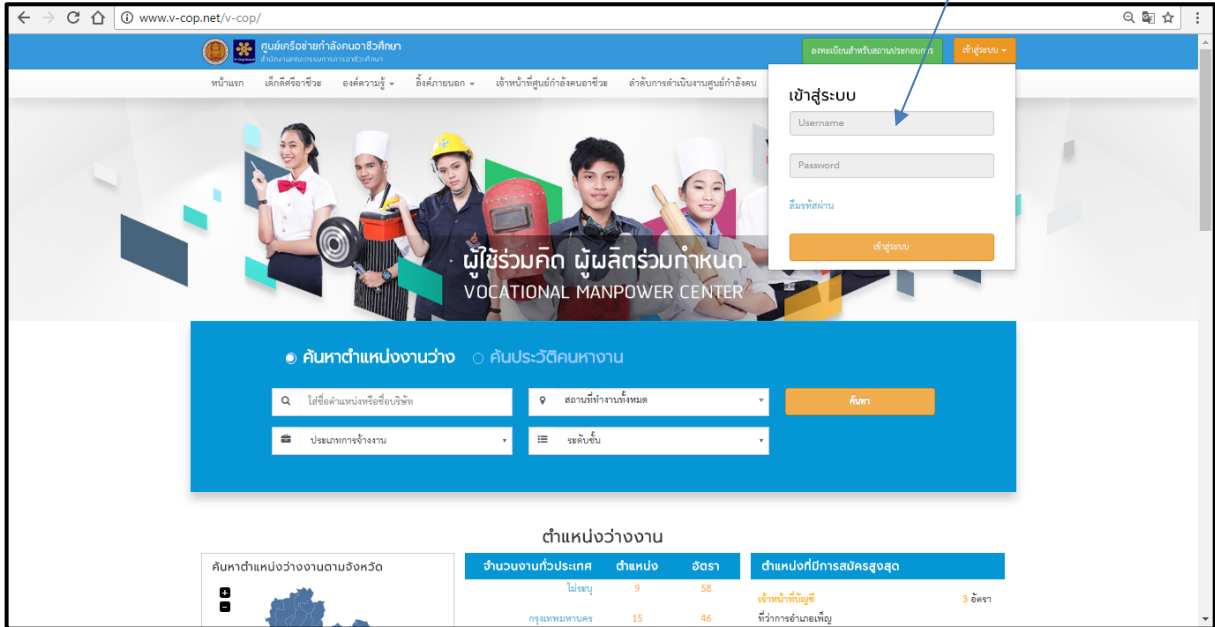 www.v-cop.net/v-cop/
ศูนย์เครือข่ายกำลังคนอาชีวศึกษา
สำนักงานคณะกรรมการการอาชีวศึกษา
ลงทะเบียนสำหรับสถานประกอบการ
เข้าสู่ระบบ
หน้าแรก เด็กดีศรีอาชีวะ องค์ความรู้ ลิ้งค์ภายนอก เจ้าหน้าที่ศูนย์กำลังคนอาชีวะ ลำดับการดำเนินงานศูนย์กำลังคน
เข้าสู่ระบบ
Username
Password
ลืมรหัสผ่าน
เข้าสู่ระบบ
ผู้ใช้ร่วมคิด ผู้ผลิตร่วมกำหนด
VOCATIONAL MANPOWER CENTER
ค้นหาตำแหน่งงานว่าง ค้นประวัติคนหางาน
ใส่ชื่อตำแหน่งหรือชื่อบริษัท สถานที่ทำงานทั้งหมด ค้นหา
ประเภทการจ้างงาน ระดับชั้น
ตำแหน่งว่างงาน
ค้นหาตำแหน่งว่างงานตามจังหวัด
จำนวนงานทั่วประเทศ ตำแหน่ง อัตรา
ไม่ระบุ 9 58
กรุงเทพมหานคร 15 46
ตำแหน่งที่มีการสมัครสูงสุด
เจ้าหน้าที่บัญชี 3 อัตรา
ที่ว่าการอำเภอเพ็ญ